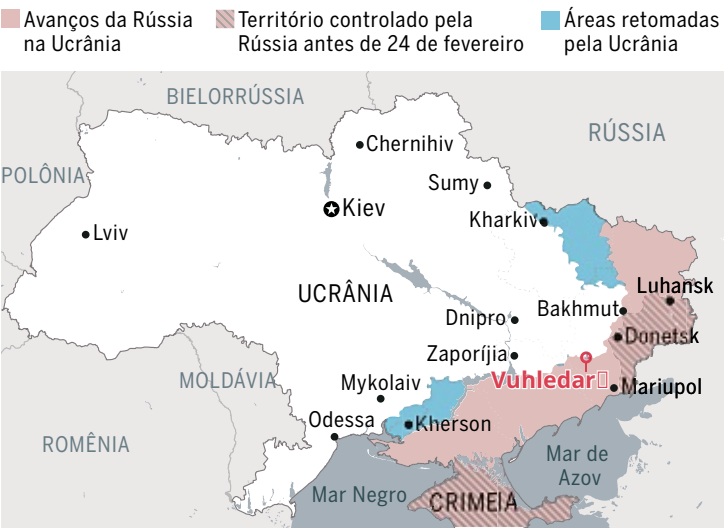 Avanços da Rússia
na Ucrânia
Território controlado pela
Rússia antes de 24 de fevereiro
Áreas retomadas
pela Ucrânia
BIELORRÚSSIA
RÚSSIA
Chernihiv
POLÔNIA
Sumy
Kiev
Kharkiv
Lviv
Luhansk
UCRÂNIA
Bakhmut
Dnipro
Donetsk
Zaporíjia
Vuhledar
MOLDÁVIA
Mykolaiv
Mariupol
Odessa
Kherson
ROMÊNIA
Mar de
Azov
Mar Negro
CRIMEIA